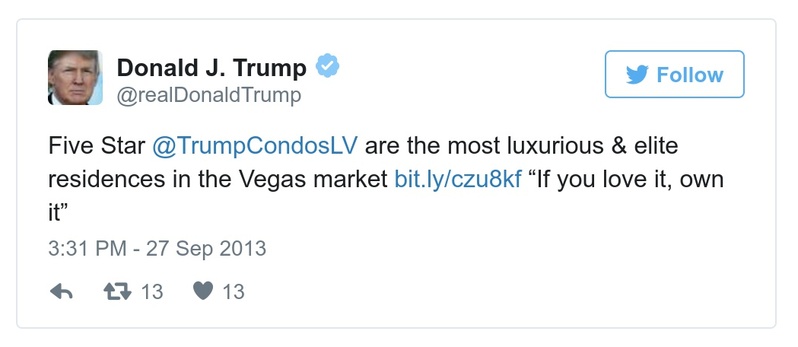 Donald J. Trump
@realDonaldTrump
Follow
Five Star @TrumpCondosLV are the most luxurious & elite
residences in the Vegas market bit.ly/czu8kf “If you love it, own
it”
3:31 PM - 27 Sep 2013
13 13